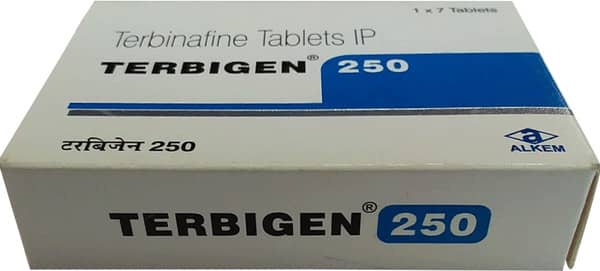 1 x 7 Tablets
Terbinafine Tablets IP
TERBIGEN® 250
टरबिजेन 250
a
ALKEM
TERBIGEN® 250